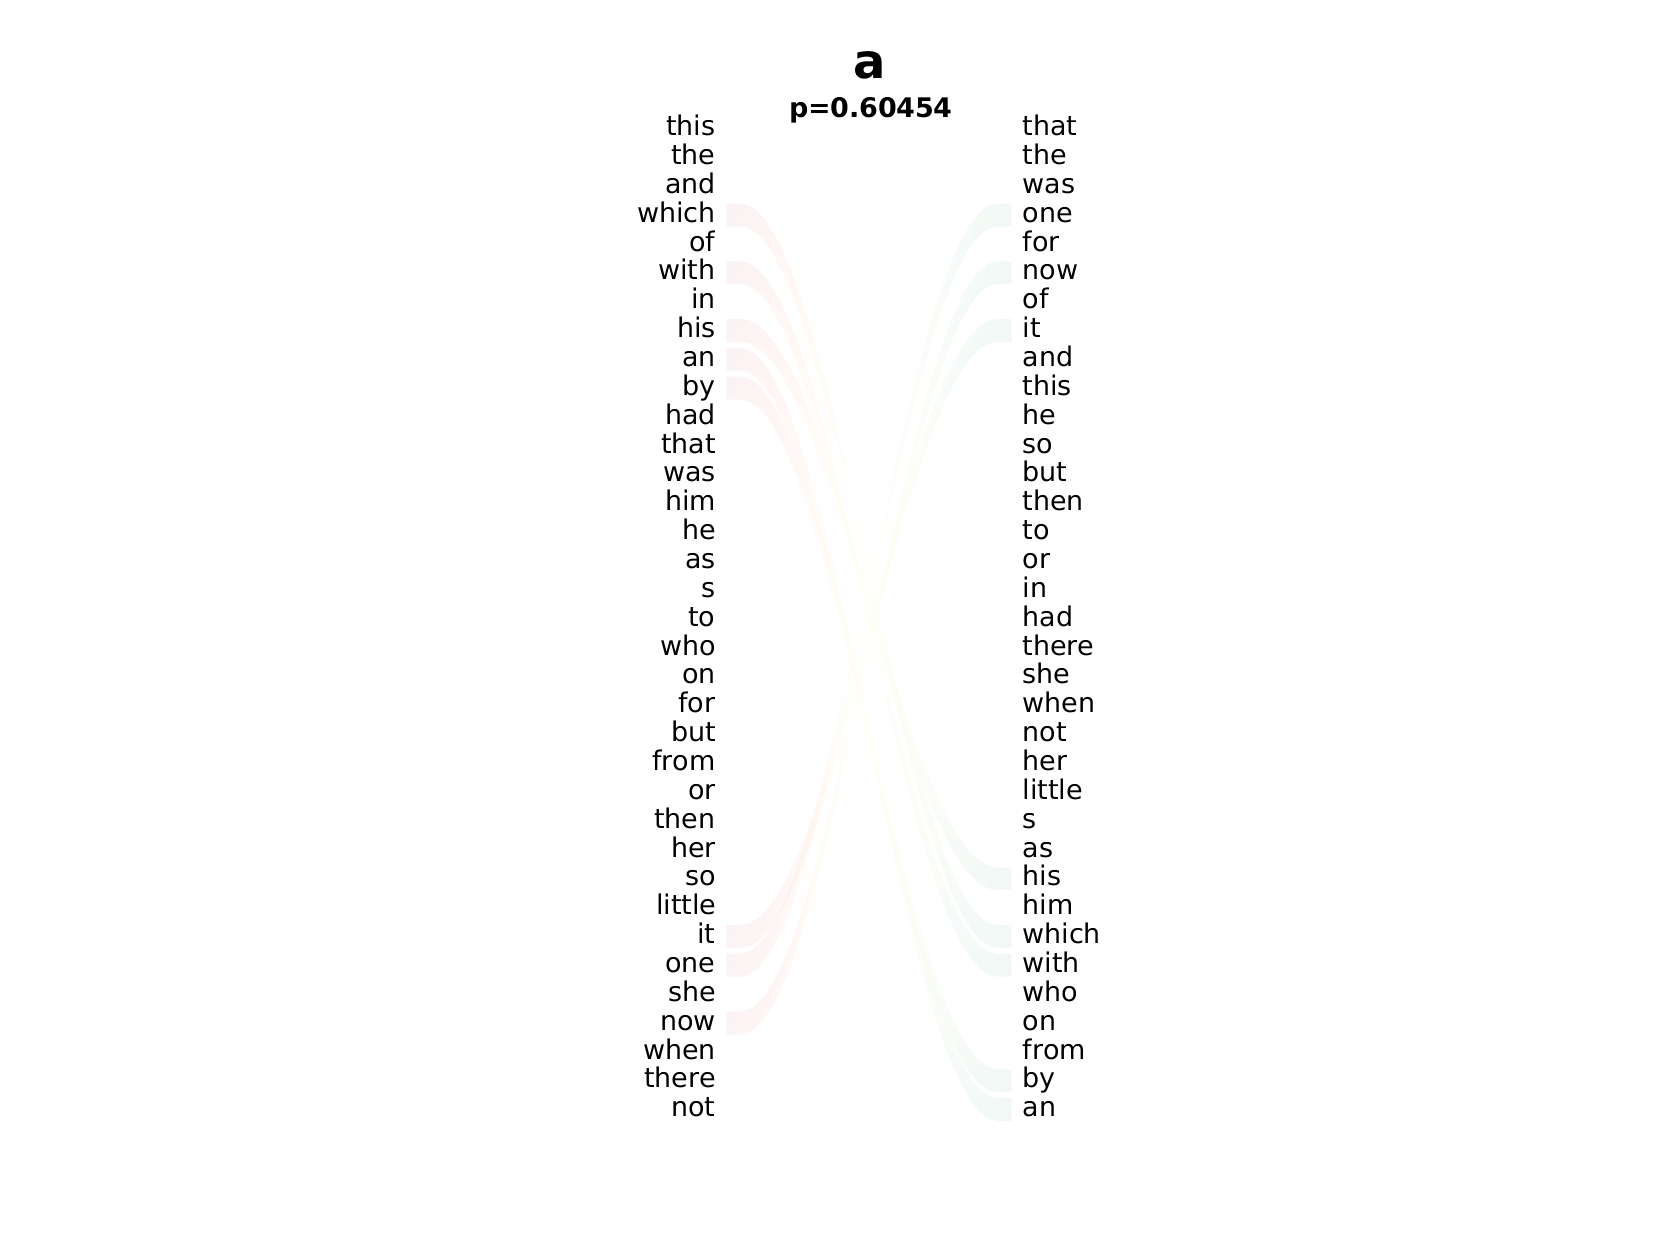 a
p=0.60454
this that
the the
and was
which one
of for
with now
in of
his it
an and
by this
had he
that so
was but
him then
he to
as or
s in
to had
who there
on she
for when
but not
from her
or little
then s
her as
so his
little him
it which
one with
she who
now on
when from
there by
not an